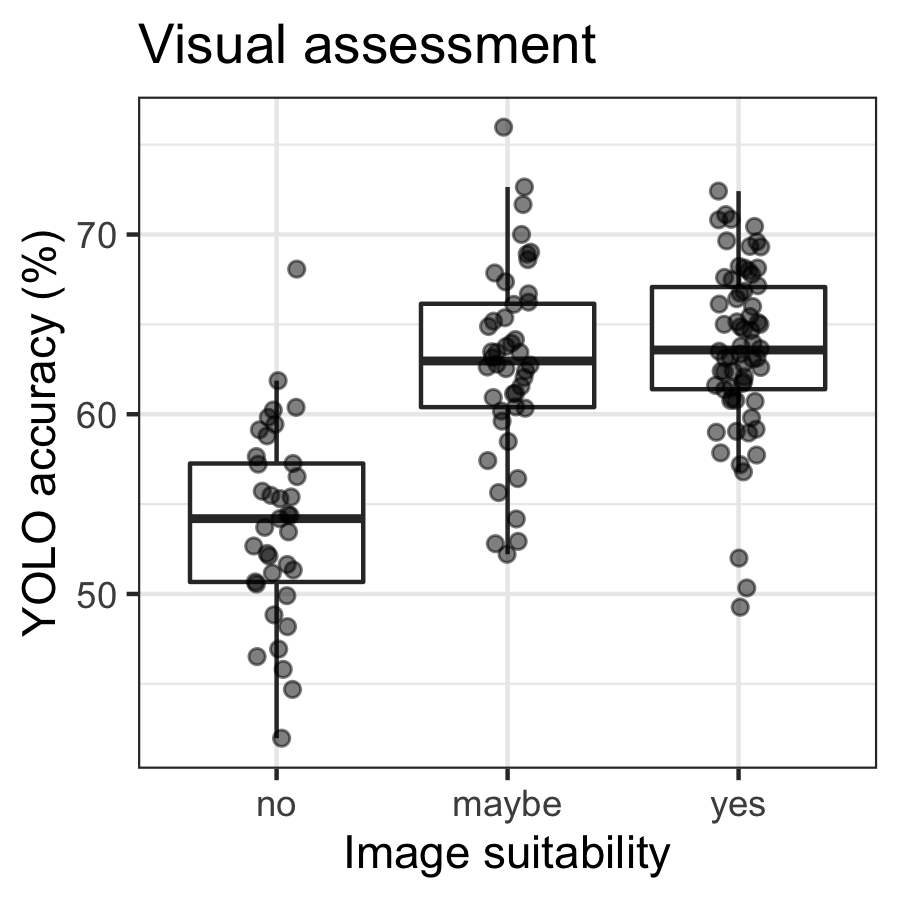 Visual assessment
YOLO accuracy (%)
70
60
50
no maybe yes
Image suitability